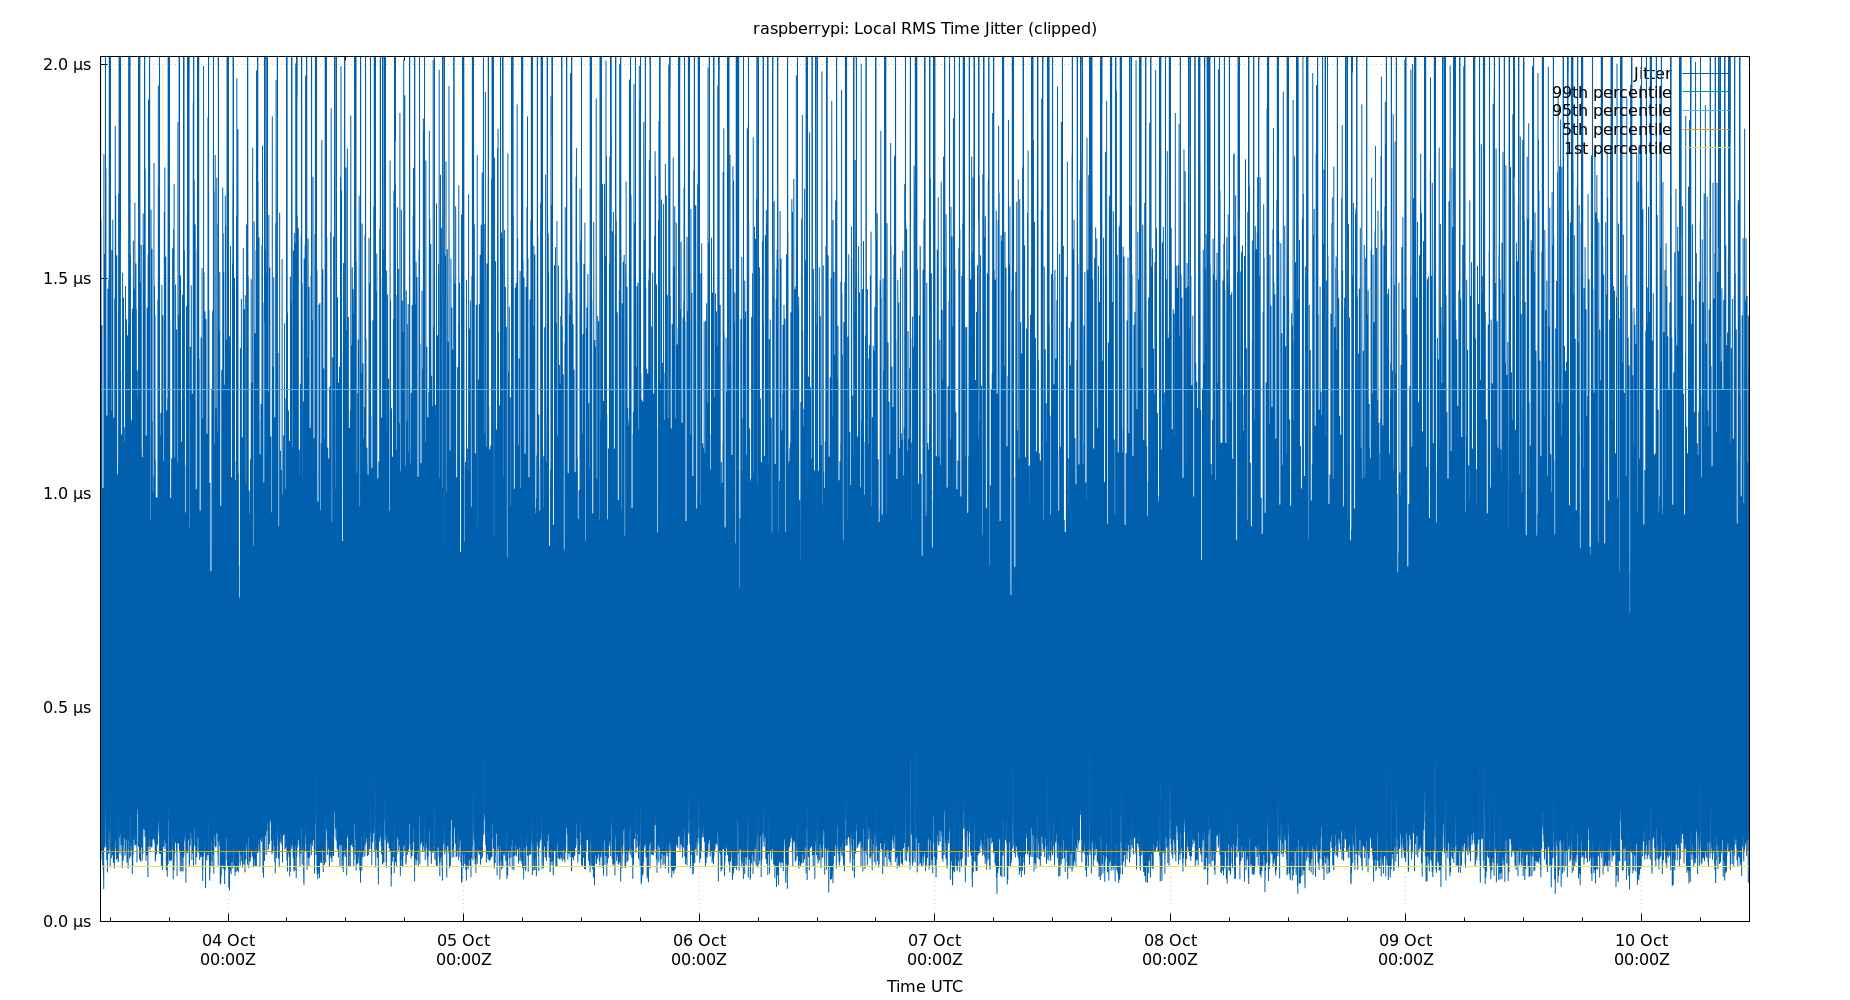 raspberrypi: Local RMS Time Jitter (clipped)
2.0 µs
1.5 µs
1.0 µs
0.5 µs
0.0 µs
Jitter
99th percentile
95th percentile
5th percentile
1st percentile
04 Oct 05 Oct 06 Oct 07 Oct 08 Oct 09 Oct 10 Oct
00:00Z 00:00Z 00:00Z 00:00Z 00:00Z 00:00Z 00:00Z
Time UTC